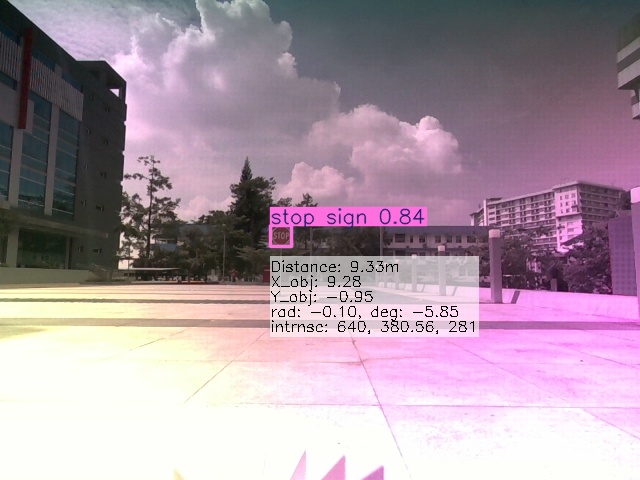 stop sign 0.84
STOP
Distance: 9.33m
X_obj: 9.28
Y_obj: −0.95
rad: −0.10, deg: −5.85
intrnsc: 640, 380.56, 281